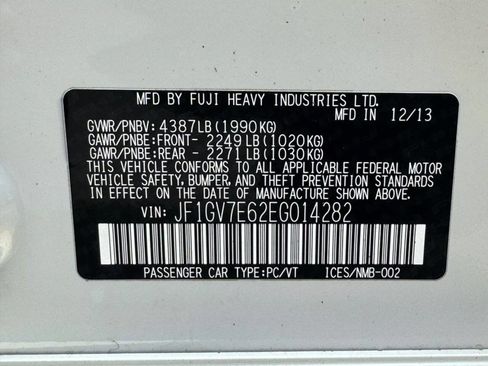 MFD BY FUJI HEAVY INDUSTRIES LTD.
MFD IN 12/13
GVWR/PNBV: 4387LB (1990KG)
GAWR/PNBE:FRONT- 2249LB (1020KG)
GAWR/PNBE:REAR - 2271LB (1030KG)
THIS VEHICLE CONFORMS TO ALL APPLICABLE FEDERAL MOTOR
VEHICLE SAFETY, BUMPER, AND THEFT PREVENTION STANDARDS
IN EFFECT ON THE DATE OF MANUFACTURE SHOWN ABOVE.
VIN: JF1GV7E62EG014282
PASSENGER CAR TYPE:PC/VT ICES/NMB-002